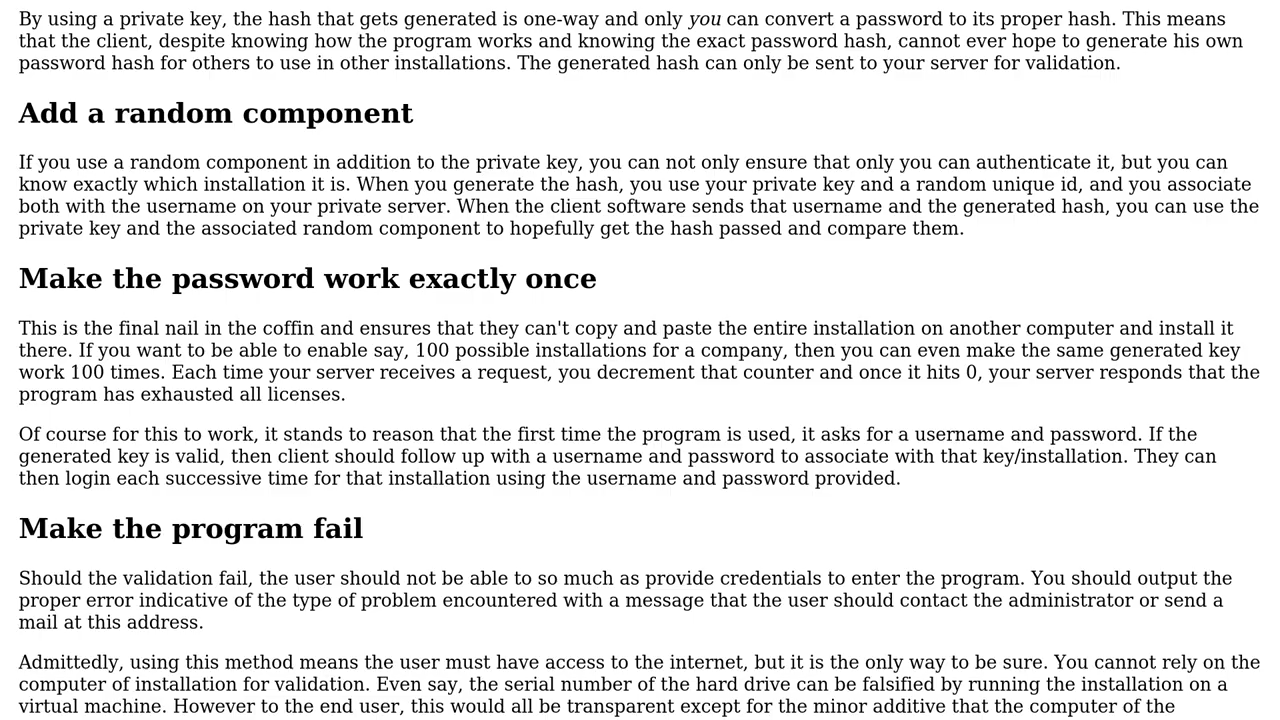 By using a private key, the hash that gets generated is one-way and only you can convert a password to its proper hash. This means
that the client, despite knowing how the program works and knowing the exact password hash, cannot ever hope to generate his own
password hash for others to use in other installations. The generated hash can only be sent to your server for validation.
Add a random component
If you use a random component in addition to the private key, you can not only ensure that only you can authenticate it, but you can
know exactly which installation it is. When you generate the hash, you use your private key and a random unique id, and you associate
both with the username on your private server. When the client software sends that username and the generated hash, you can use the
private key and the associated random component to hopefully get the hash passed and compare them.
Make the password work exactly once
This is the final nail in the coffin and ensures that they can't copy and paste the entire installation on another computer and install it
there. If you want to be able to enable say, 100 possible installations for a company, then you can even make the same generated key
work 100 times. Each time your server receives a request, you decrement that counter and once it hits 0, your server responds that the
program has exhausted all licenses.
Of course for this to work, it stands to reason that the first time the program is used, it asks for a username and password. If the
generated key is valid, then client should follow up with a username and password to associate with that key/installation. They can
then login each successive time for that installation using the username and password provided.
Make the program fail
Should the validation fail, the user should not be able to so much as provide credentials to enter the program. You should output the
proper error indicative of the type of problem encountered with a message that the user should contact the administrator or send a
mail at this address.
Admittedly, using this method means the user must have access to the internet, but it is the only way to be sure. You cannot rely on the
computer of installation for validation. Even say, the serial number of the hard drive can be falsified by running the installation on a
virtual machine. However to the end user, this would all be transparent except for the minor additive that the computer of the